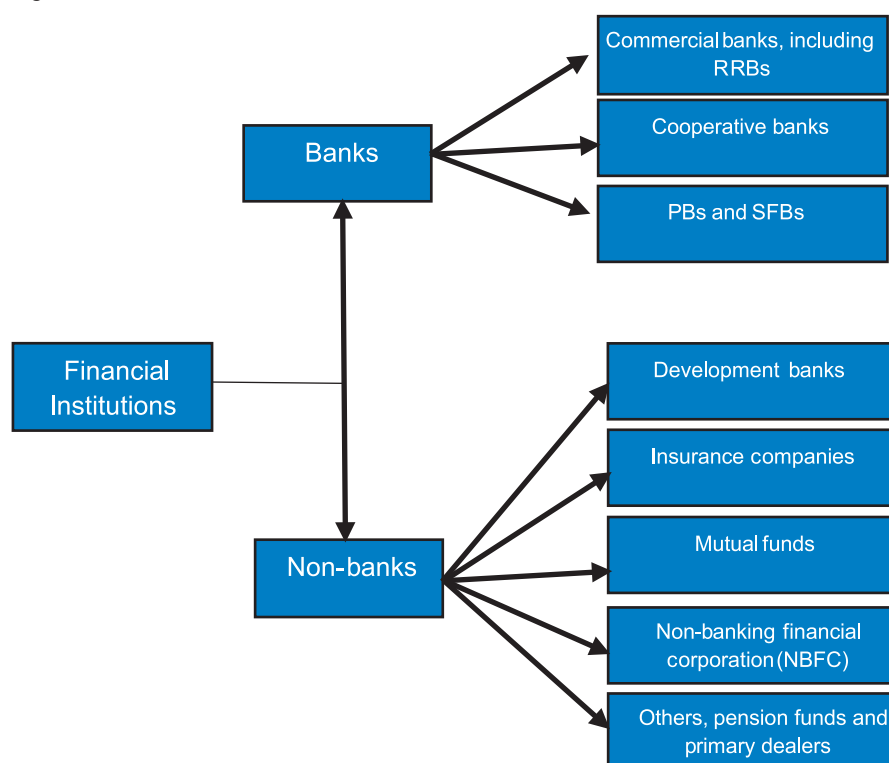 Commercial banks, including
RRBs
Cooperative banks
Banks
PBs and SFBs
Financial
Institutions
Development banks
Insurance companies
Mutual funds
Non-banks
Non-banking financial
corporation (NBFC)
Others, pension funds and
primary dealers